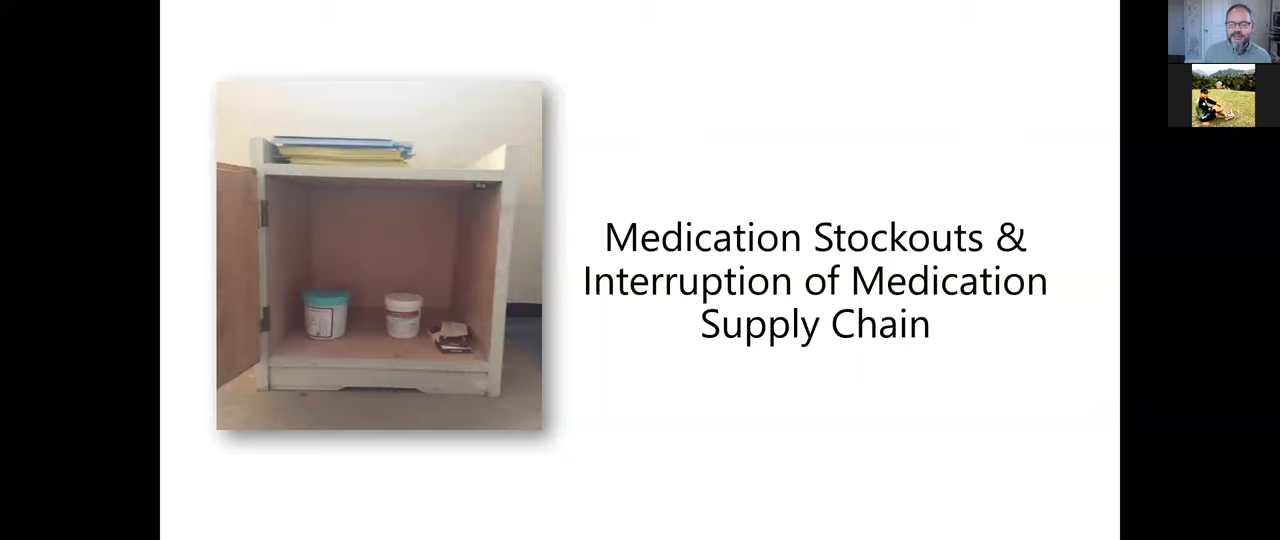 Medication Stockouts &
Interruption of Medication
Supply Chain